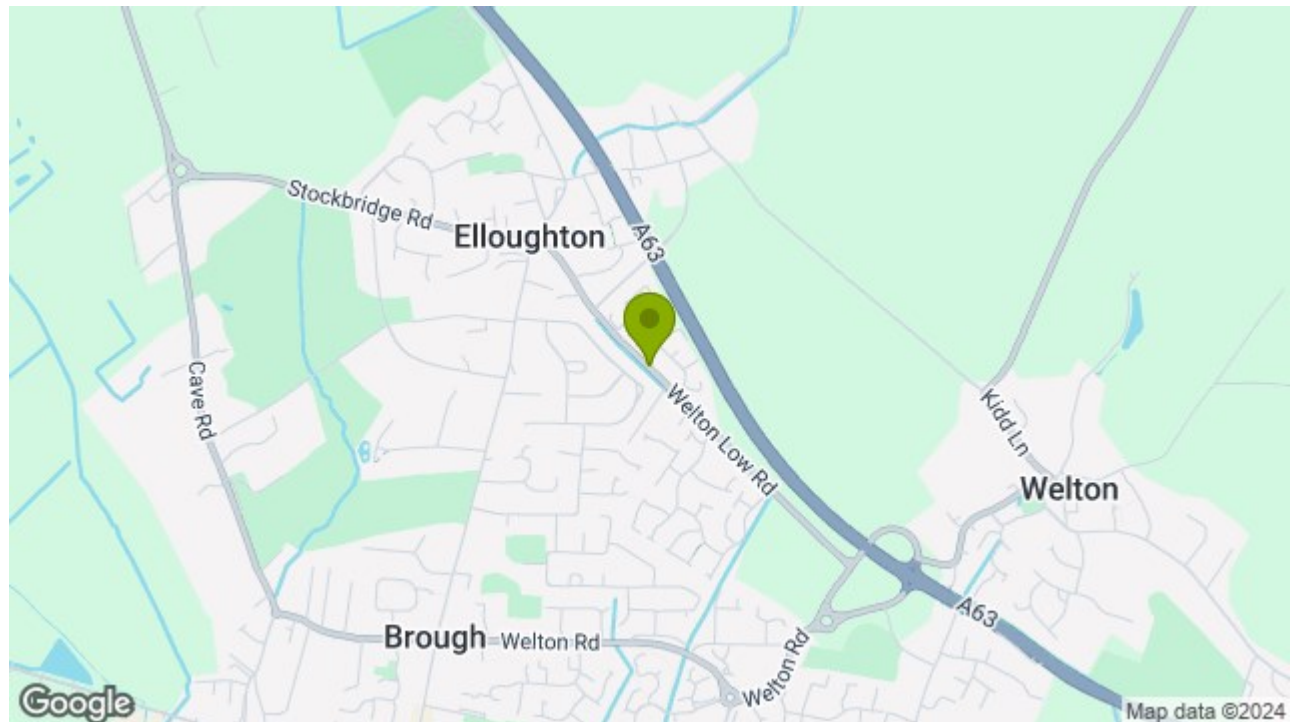 Stockbridge Rd
Elloughton
A63
Cave Rd
Welton Low Rd
Kidd Ln
Welton
A63
Brough
Welton Rd
Welton Rd
Google
Map data ©2024